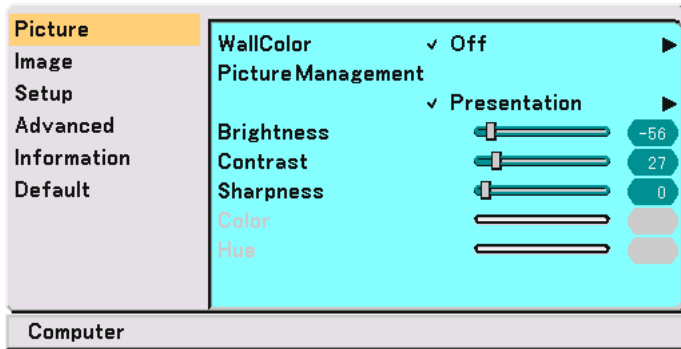 Picture
Image
Setup
Advanced
Information
Default
WallColor ✓ Off ▶
Picture Management
✓ Presentation ▶
Brightness -56
Contrast 27
Sharpness 0
Color
Hue
Computer